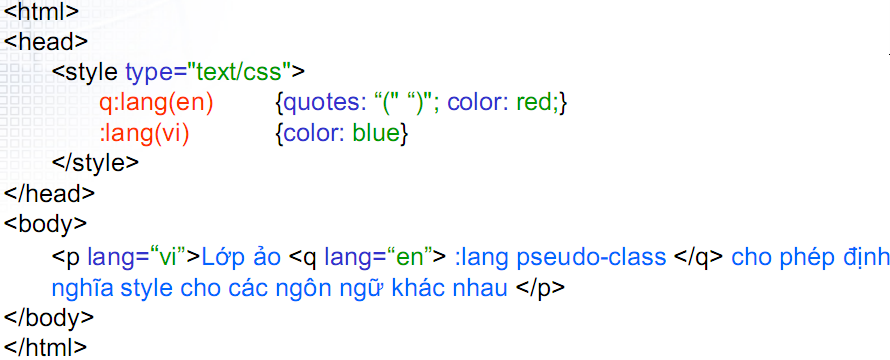 <html>
<head>
<style type="text/css">
q:lang(en) {quotes: “(" “)"; color: red;}
:lang(vi) {color: blue}
</style>
</head>
<body>
<p lang=“vi”>Lớp ảo <q lang=“en”> :lang pseudo-class </q> cho phép định
nghĩa style cho các ngôn ngữ khác nhau </p>
</body>
</html>